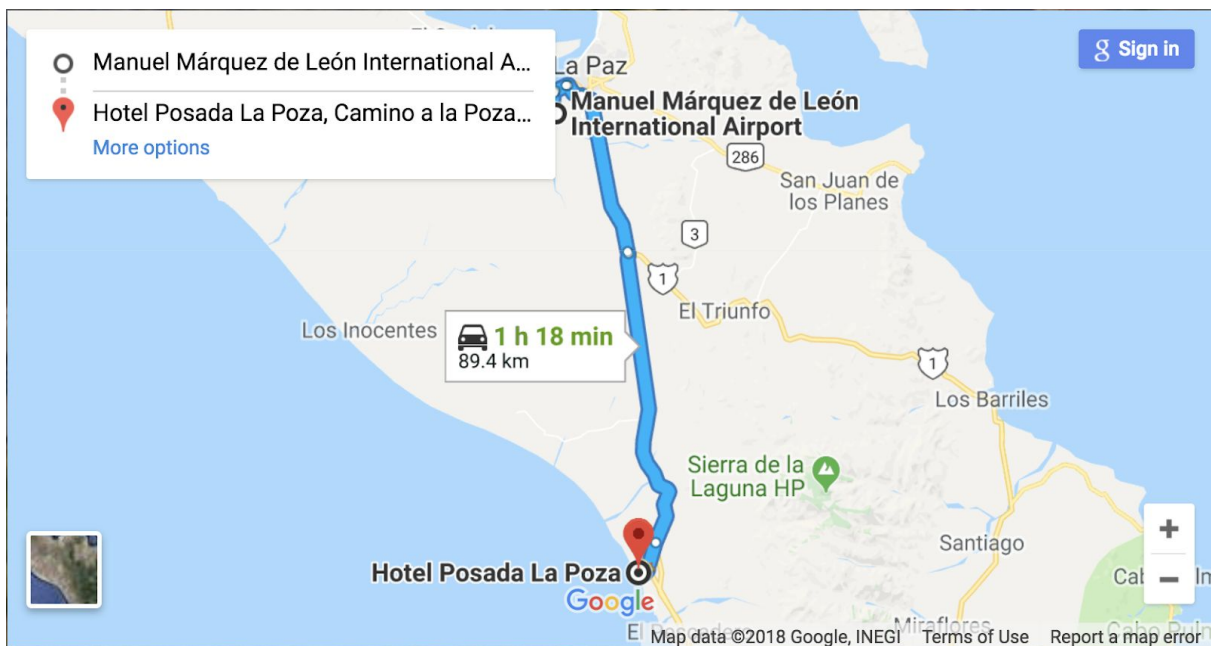 Manuel Márquez de León International A...
Hotel Posada La Poza, Camino a la Poza...
More options
g Sign in
La Paz
Manuel Márquez de León
International Airport
286
San Juan de
los Planes
3
1
El Triunfo
Los Inocentes
1 h 18 min
89.4 km
1
Los Barriles
Sierra de la
Laguna HP
+
Santiago
−
Hotel Posada La Poza
Google
Miraflores
Map data ©2018 Google, INEGI Terms of Use Report a map error